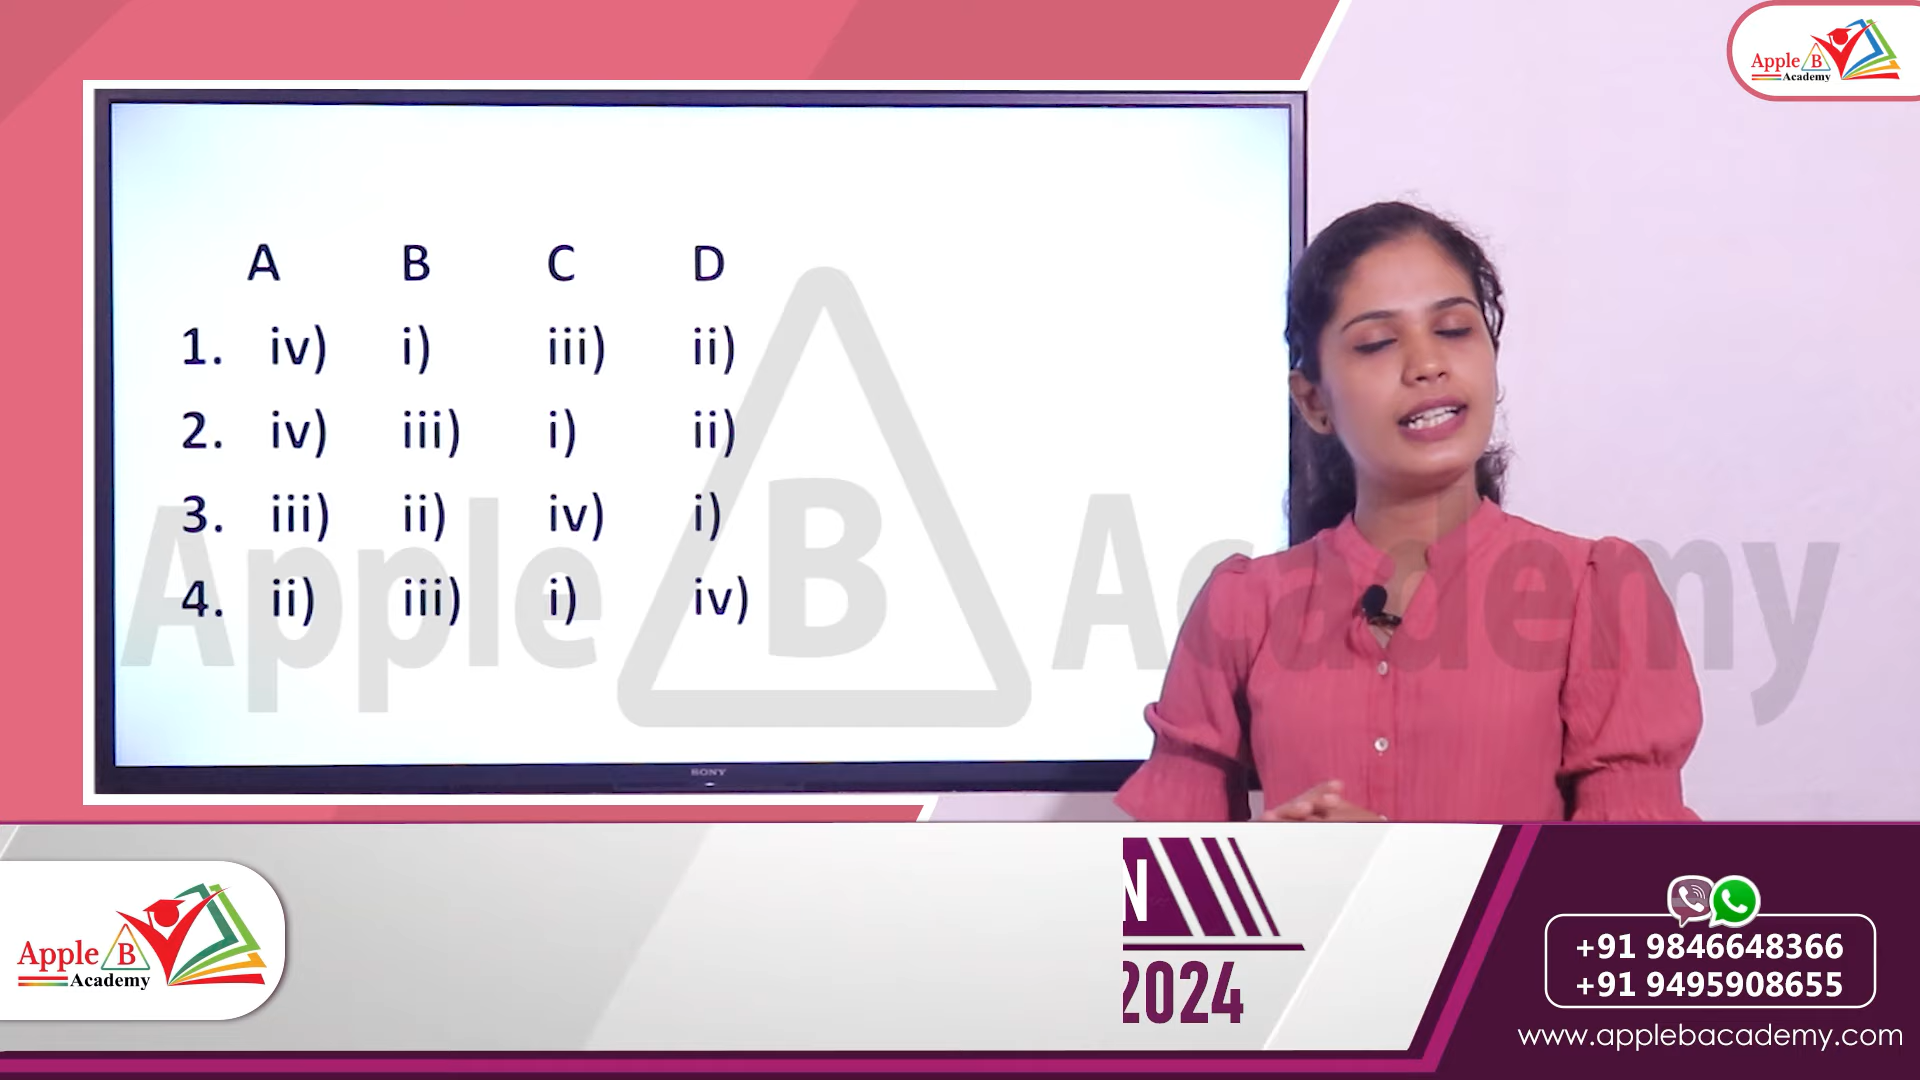 Apple B
Academy
A B C D
1. iv) i) iii) ii)
2. iv) iii) i) ii)
3. iii) ii) iv) i)
4. ii) iii) i) iv)
Apple B Academy
SONY
Apple B
Academy
N
2024
+91 9846648366
+91 9495908655
www.applebacademy.com